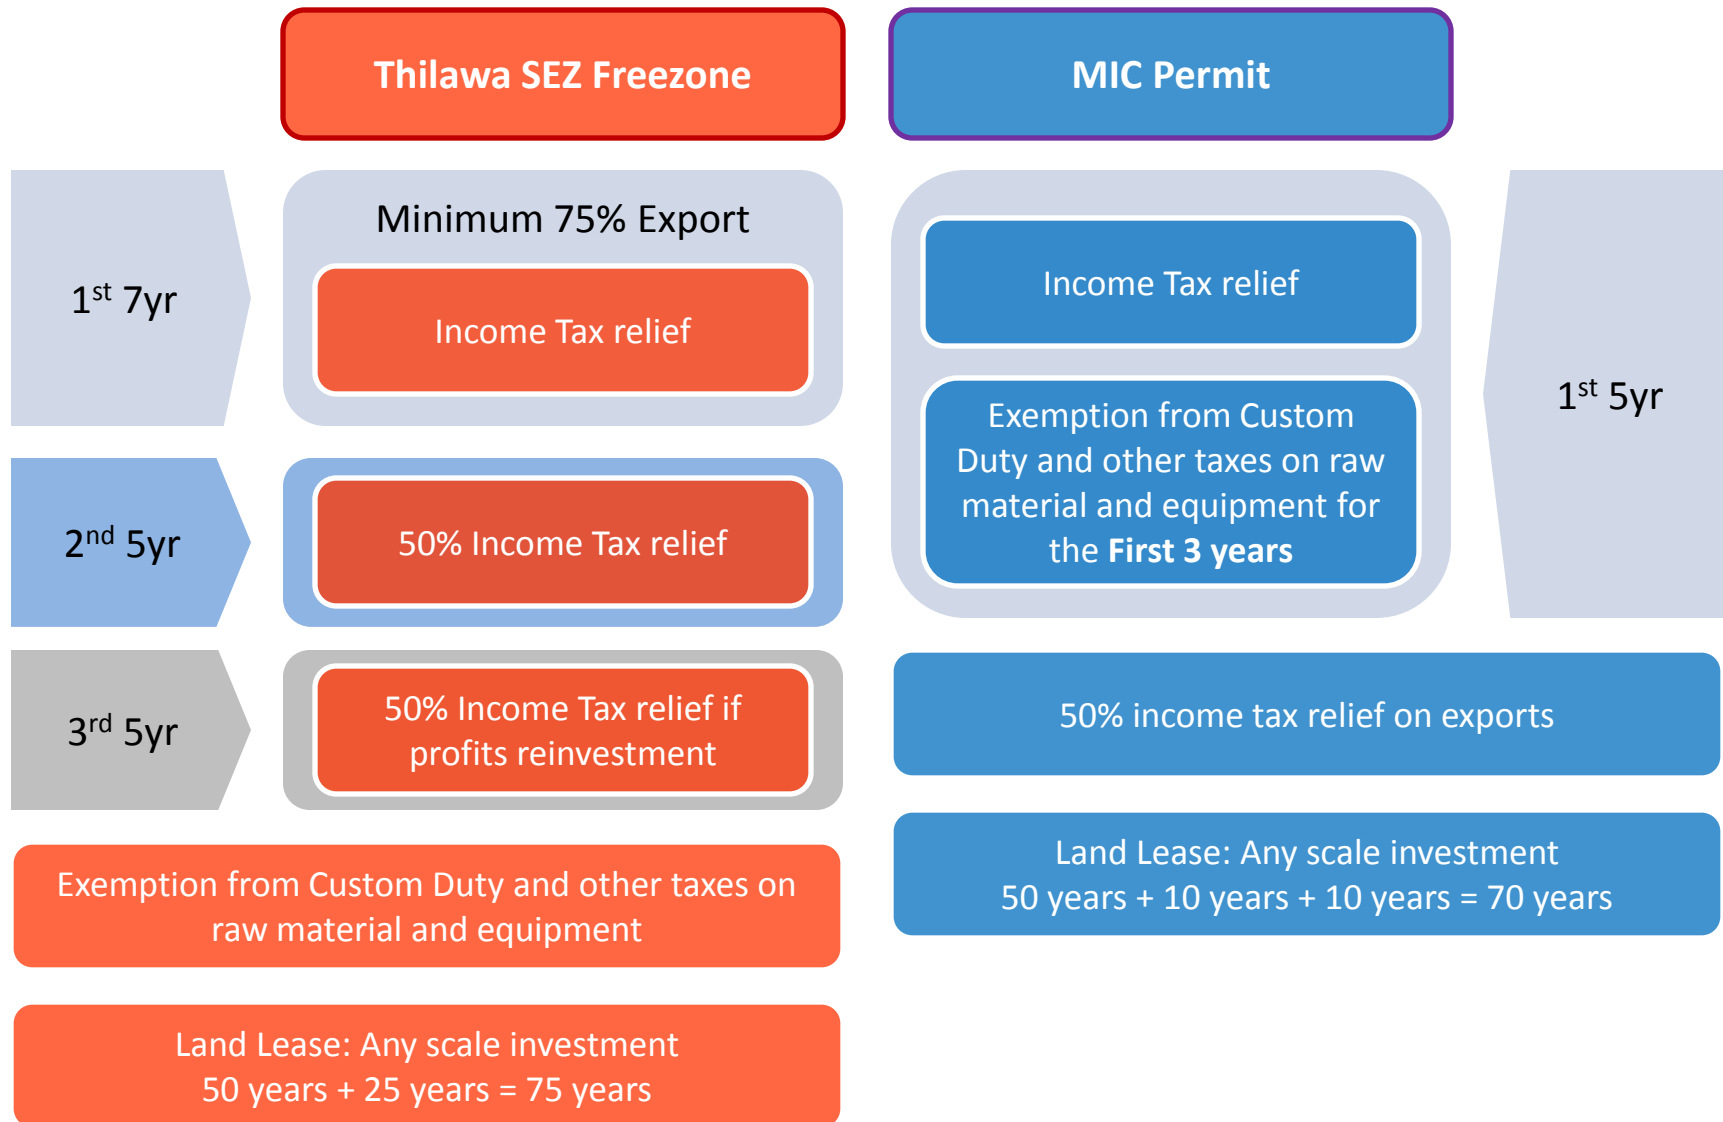 Thilawa SEZ Freezone
MIC Permit
1st 7yr
Minimum 75% Export
Income Tax relief
2nd 5yr
50% Income Tax relief
3rd 5yr
50% Income Tax relief if
profits reinvestment
Exemption from Custom Duty and other taxes on
raw material and equipment
Land Lease: Any scale investment
50 years + 25 years = 75 years
Income Tax relief
Exemption from Custom
Duty and other taxes on raw
material and equipment for
the First 3 years
1st 5yr
50% income tax relief on exports
Land Lease: Any scale investment
50 years + 10 years + 10 years = 70 years